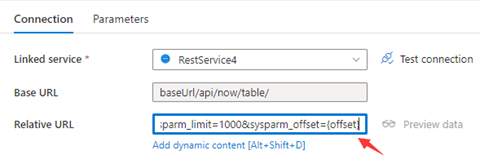 Connection Parameters
Linked service * RestService4 Test connection
Base URL baseUrl/api/now/table/
Relative URL :parm_limit=1000&sysparm_offset={offset} Preview data
Add dynamic content [Alt+Shift+D]